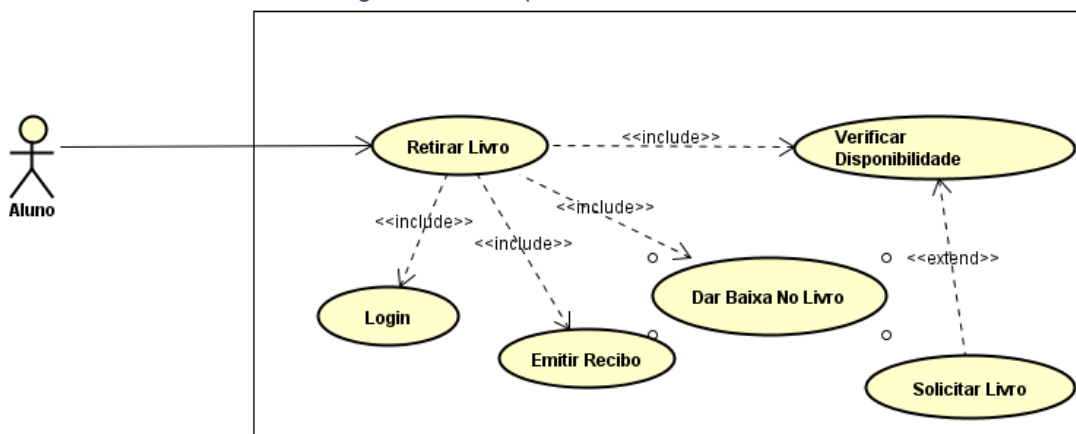 Retirar Livro
<<include>>
Verificar
Disponibilidade
Aluno
<<include>>
<<include>>
<<include>>
<<extend>>
Login
Dar Baixa No Livro
Emitir Recibo
Solicitar Livro